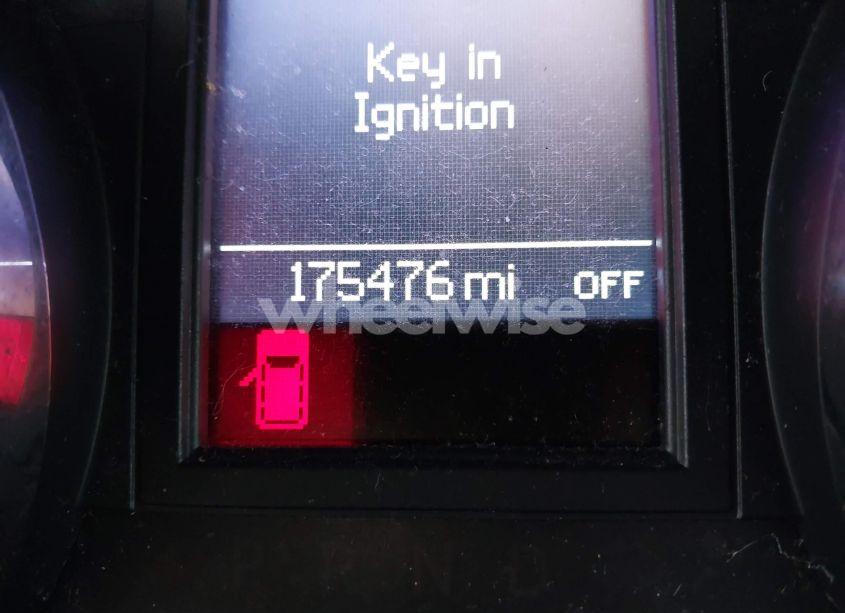 Key in
Ignition
175476 mi OFF
wheelwise
P R N D